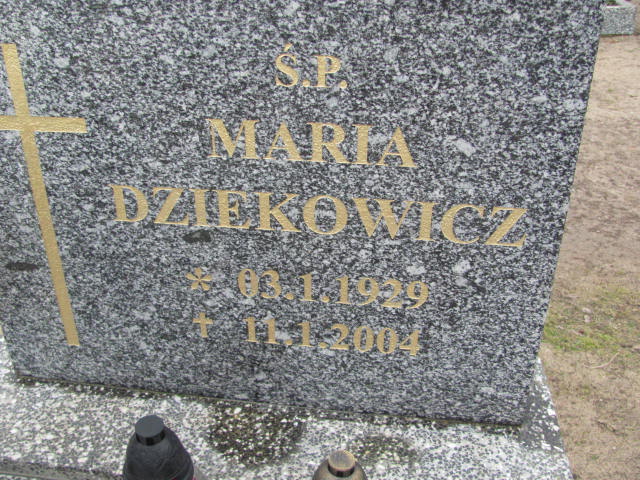 Ś.P.
MARIA
DZIEKOWICZ
* 03.1.1929
✝ 11.1.2004